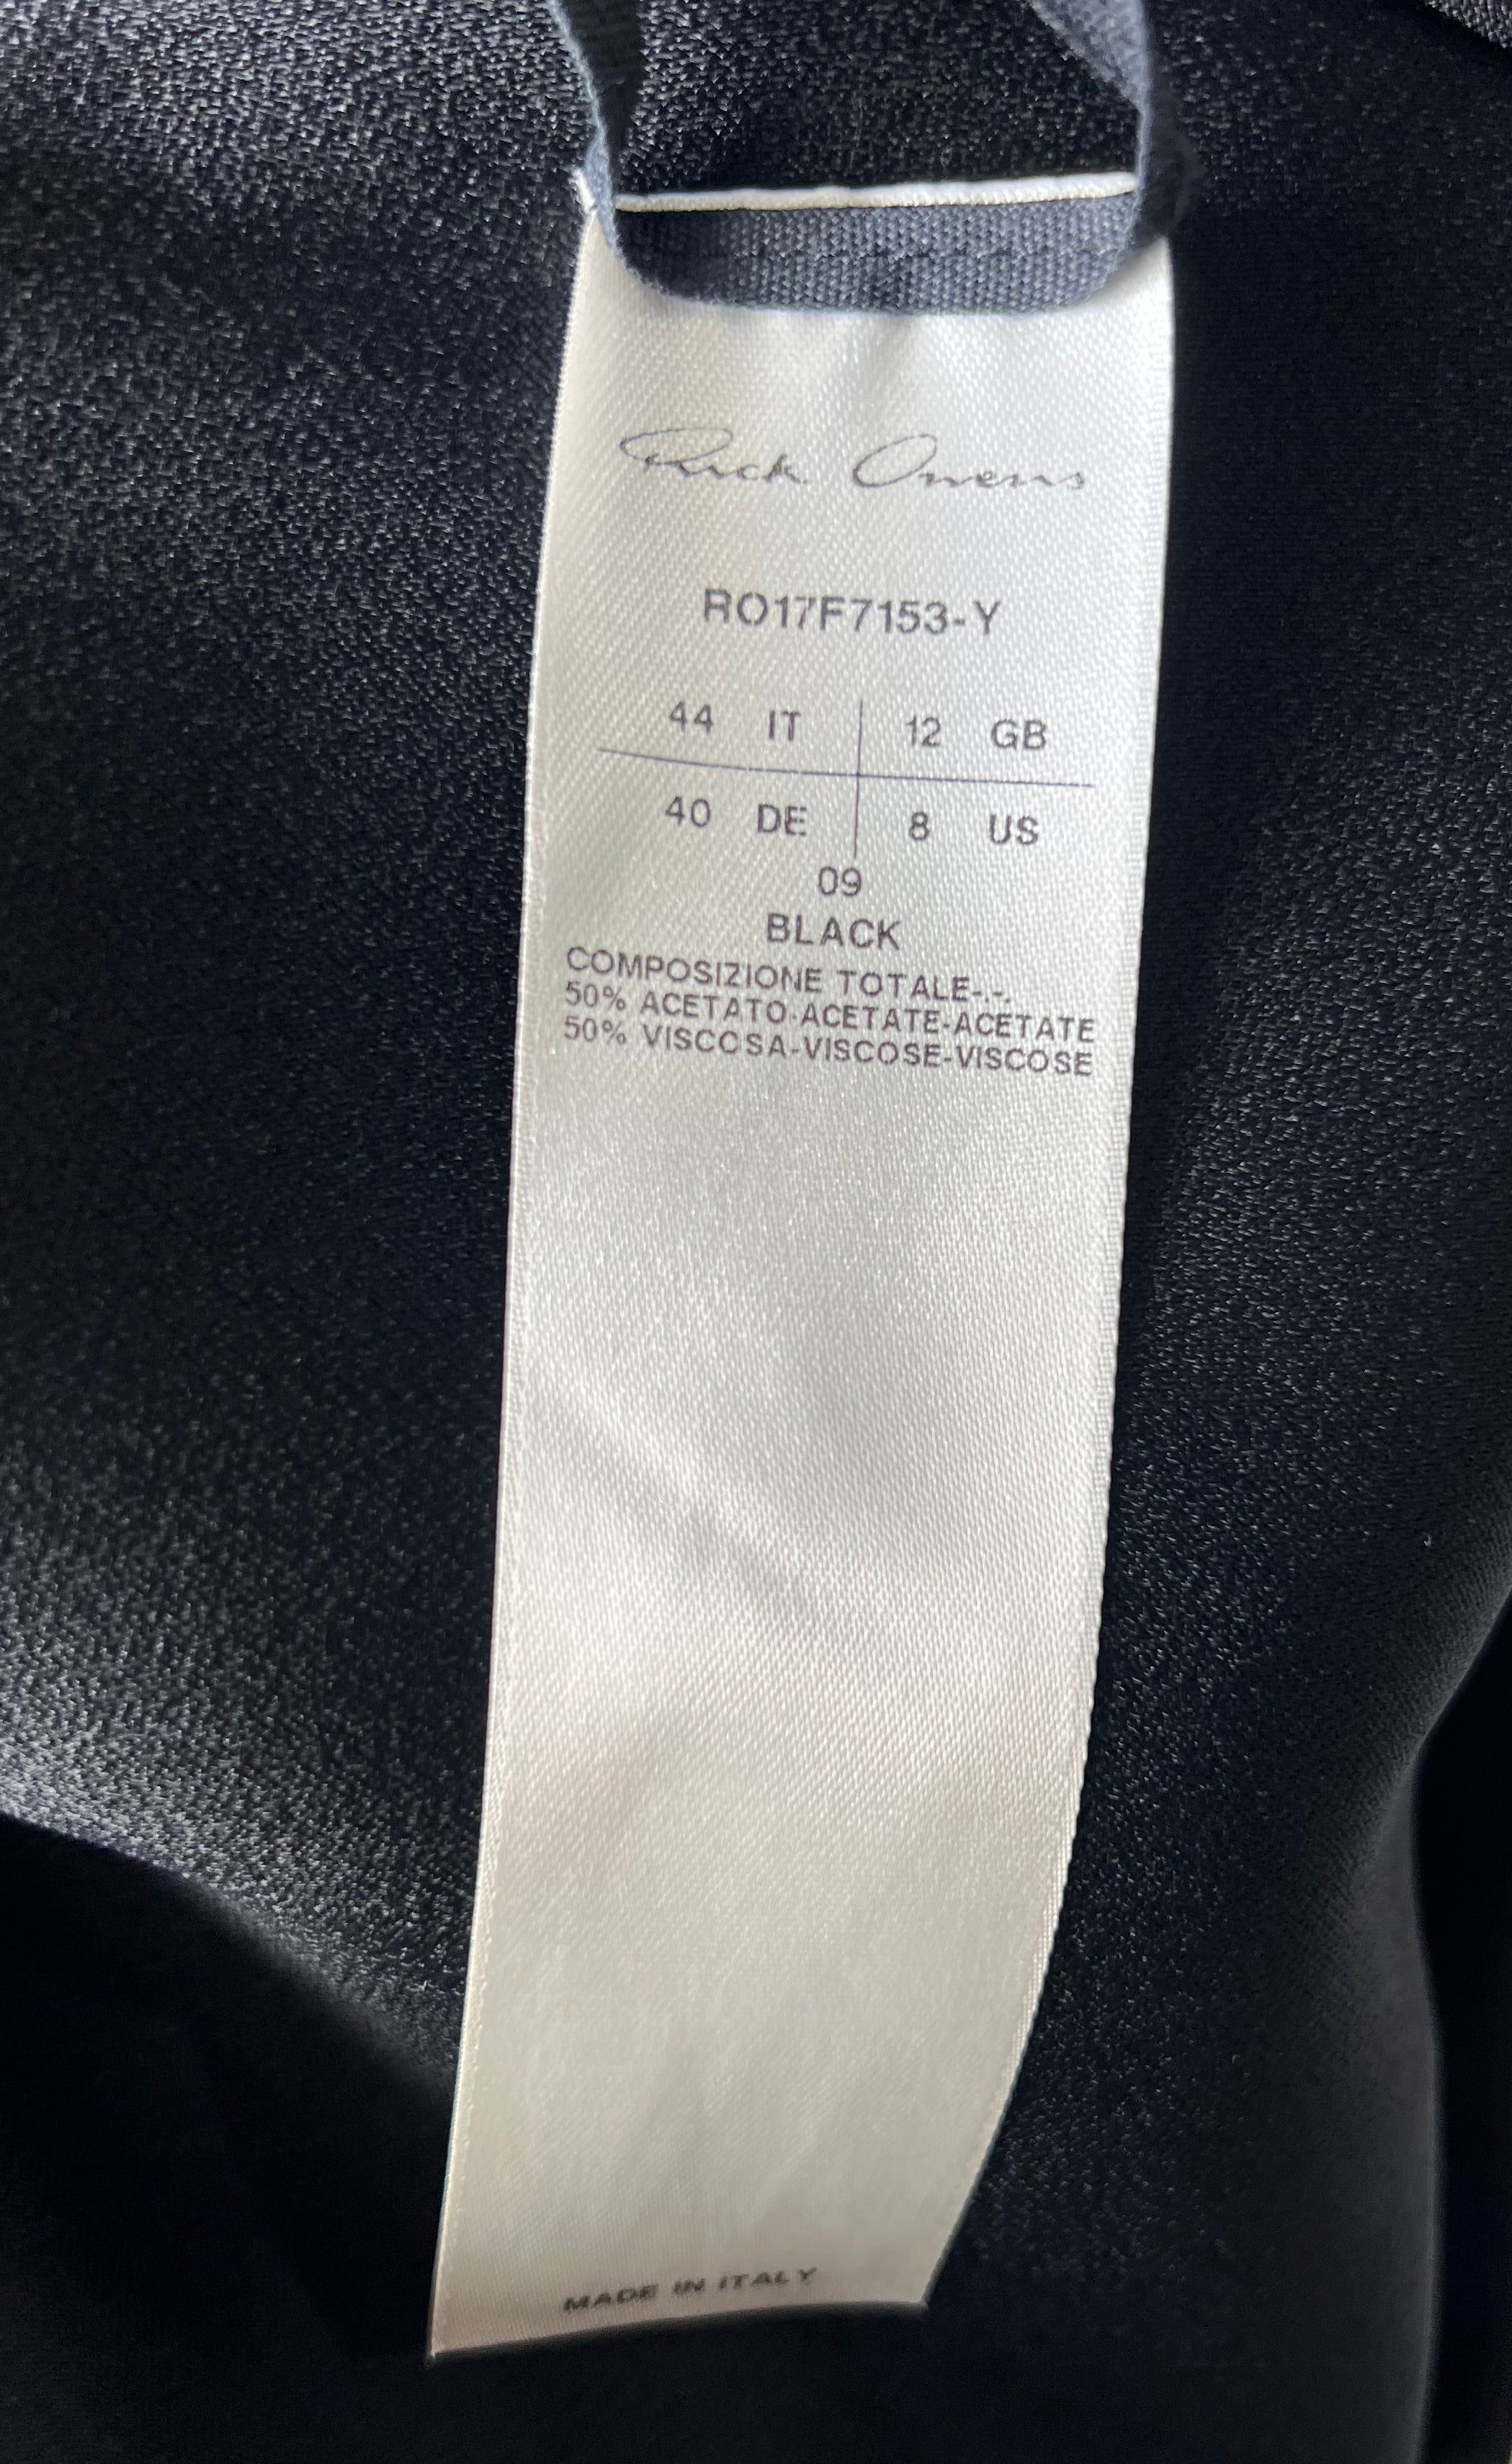 Rick Owens
RO17F7153-Y
44 IT 12 GB
40 DE 8 US
09
BLACK
COMPOSIZIONE TOTALE-.-.
50% ACETATO-ACETATE-ACETATE
50% VISCOSA-VISCOSE-VISCOSE
MADE IN ITALY